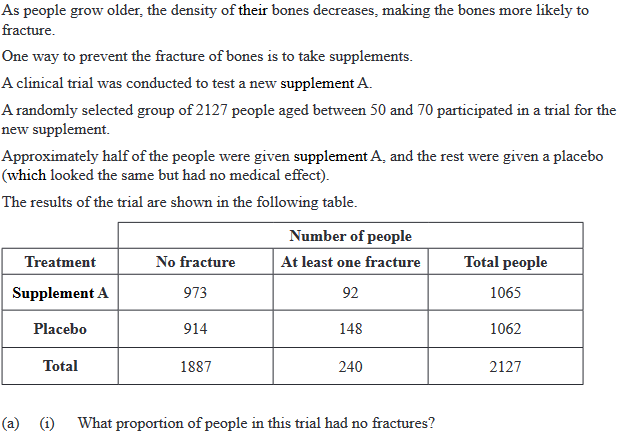 As people grow older, the density of their bones decreases, making the bones more likely to
fracture.
One way to prevent the fracture of bones is to take supplements.
A clinical trial was conducted to test a new supplement A.
A randomly selected group of 2127 people aged between 50 and 70 participated in a trial for the
new supplement.
Approximately half of the people were given supplement A, and the rest were given a placebo
(which looked the same but had no medical effect).
The results of the trial are shown in the following table.
Number of people
Treatment No fracture At least one fracture Total people
Supplement A 973 92 1065
Placebo 914 148 1062
Total 1887 240 2127
(a) (i) What proportion of people in this trial had no fractures?